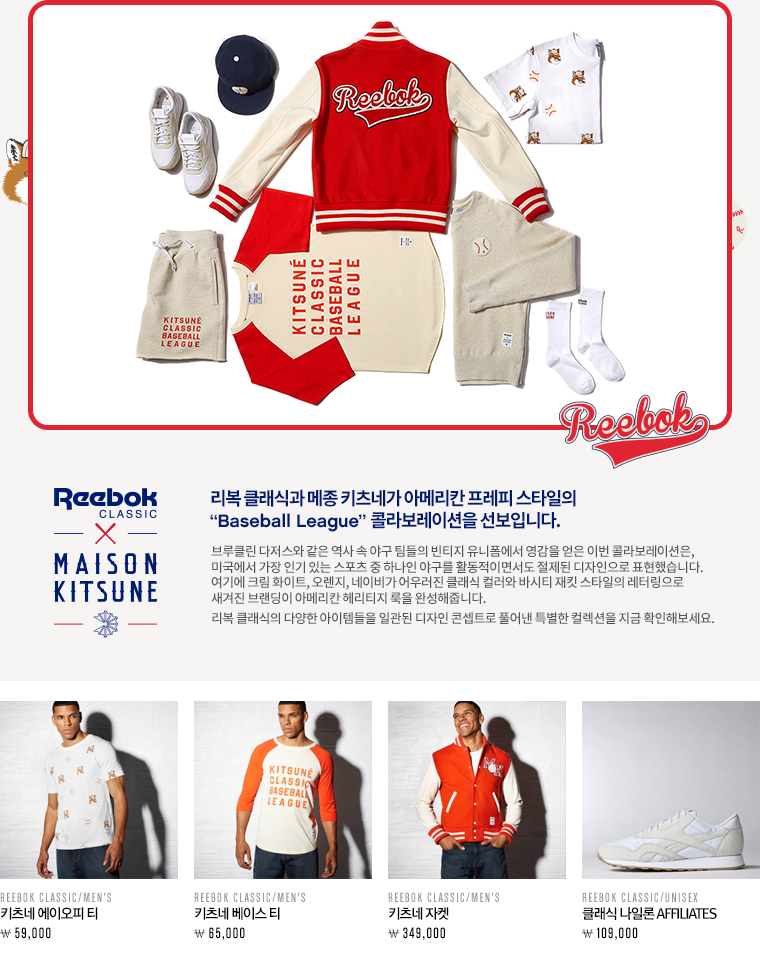 Reebok
KITSUNÉ
CLASSIC
BASEBALL
LEAGUE
KITSUNÉ
CLASSIC
BASEBALL
LEAGUE
Reebok
Reebok
CLASSIC
MAISON
KITSUNE
리복 클래식과 메종 키츠네가 아메리칸 프레피 스타일의
“Baseball League” 콜라보레이션을 선보입니다.
브루클린 다저스와 같은 역사 속 야구 팀들의 빈티지 유니폼에서 영감을 얻은 이번 콜라보레이션은,
미국에서 가장 인기 있는 스포츠 중 하나인 야구를 활동적이면서도 절제된 디자인으로 표현했습니다.
여기에 크림 화이트, 오렌지, 네이비가 어우러진 클래식 컬러와 바시티 재킷 스타일의 레터링으로
새겨진 브랜딩이 아메리칸 헤리티지 룩을 완성해줍니다.
리복 클래식의 다양한 아이템들을 일관된 디자인 콘셉트로 풀어낸 특별한 컬렉션을 지금 확인해보세요.
KITSUNÉ
CLASSIC
BASEBALL
LEAGUE
MK
REEBOK CLASSIC/MEN'S
키츠네 에이오피 티
₩ 59,000
REEBOK CLASSIC/MEN'S
키츠네 베이스 티
₩ 65,000
REEBOK CLASSIC/MEN'S
키츠네 자켓
₩ 349,000
REEBOK CLASSIC/UNISEX
클래식 나일론 AFFILIATES
₩ 109,000